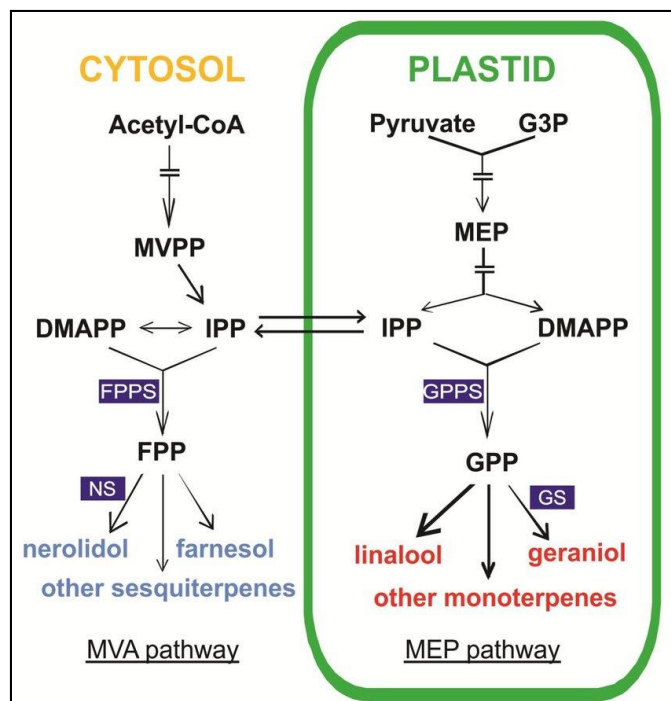 CYTOSOL
Acetyl-CoA
MVPP
DMAPP IPP
FPPS
FPP
NS
nerolidol farnesol
other sesquiterpenes
MVA pathway
PLASTID
Pyruvate G3P
MEP
IPP DMAPP
GPPS
GPP
GS
linalool geraniol
other monoterpenes
MEP pathway